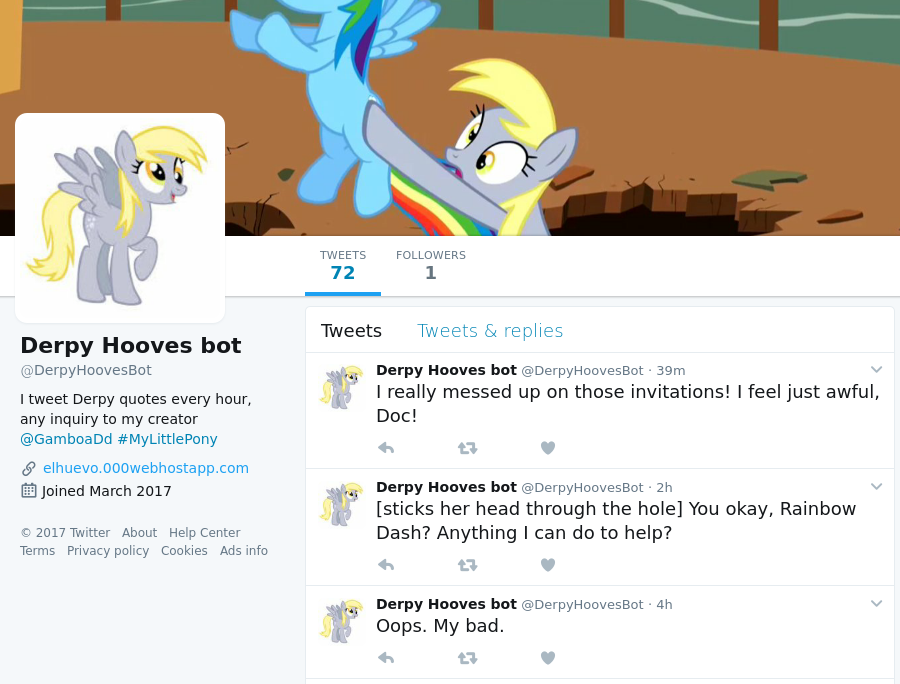 TWEETS
72
FOLLOWERS
1
Derpy Hooves bot
@DerpyHoovesBot
I tweet Derpy quotes every hour,
any inquiry to my creator
@GamboaDd #MyLittlePony
elhuevo.000webhostapp.com
Joined March 2017
© 2017 Twitter About Help Center
Terms Privacy policy Cookies Ads info
Tweets Tweets & replies
Derpy Hooves bot @DerpyHoovesBot · 39m
I really messed up on those invitations! I feel just awful,
Doc!
Derpy Hooves bot @DerpyHoovesBot · 2h
[sticks her head through the hole] You okay, Rainbow
Dash? Anything I can do to help?
Derpy Hooves bot @DerpyHoovesBot · 4h
Oops. My bad.